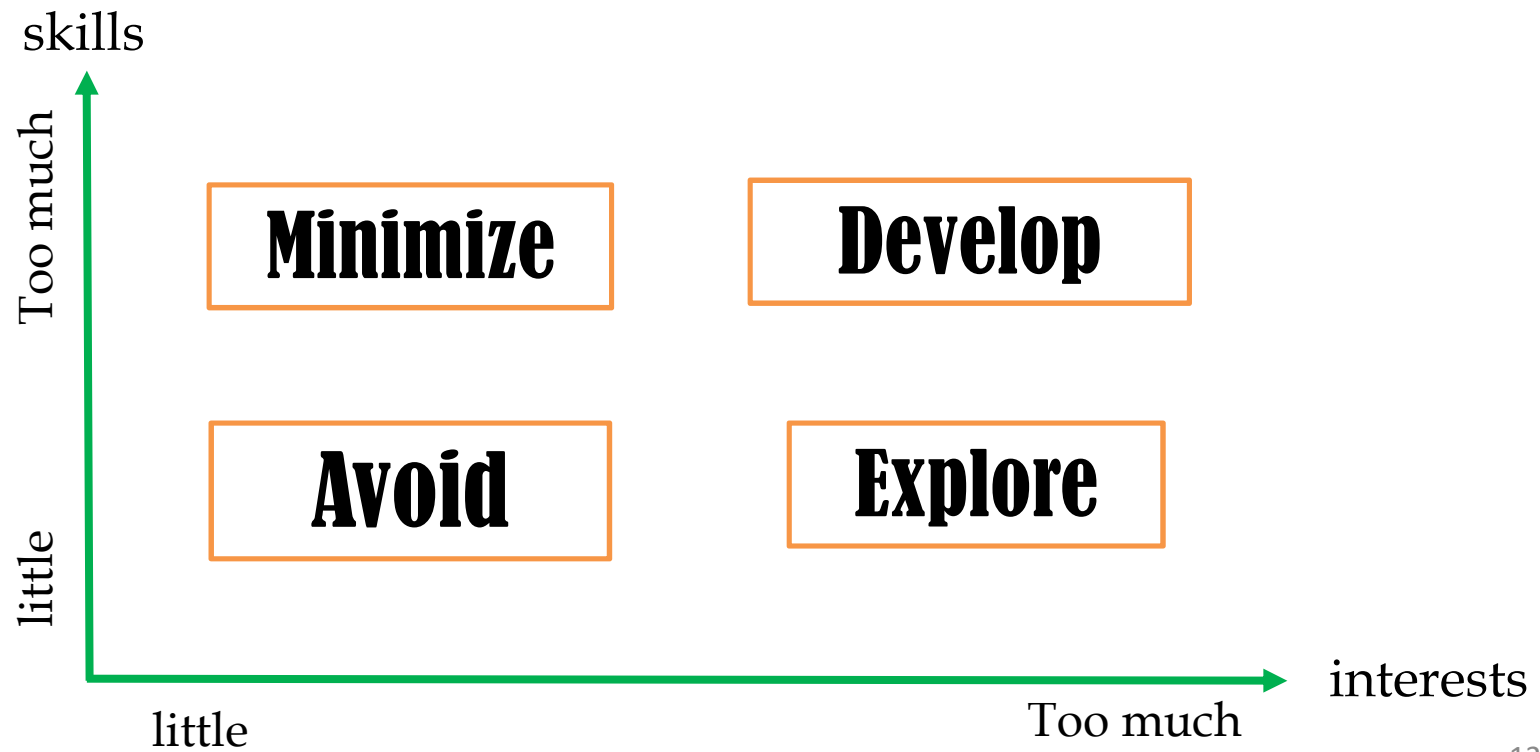 skills
Too much
Minimize
Develop
Avoid
Explore
little
interests
little
Too much